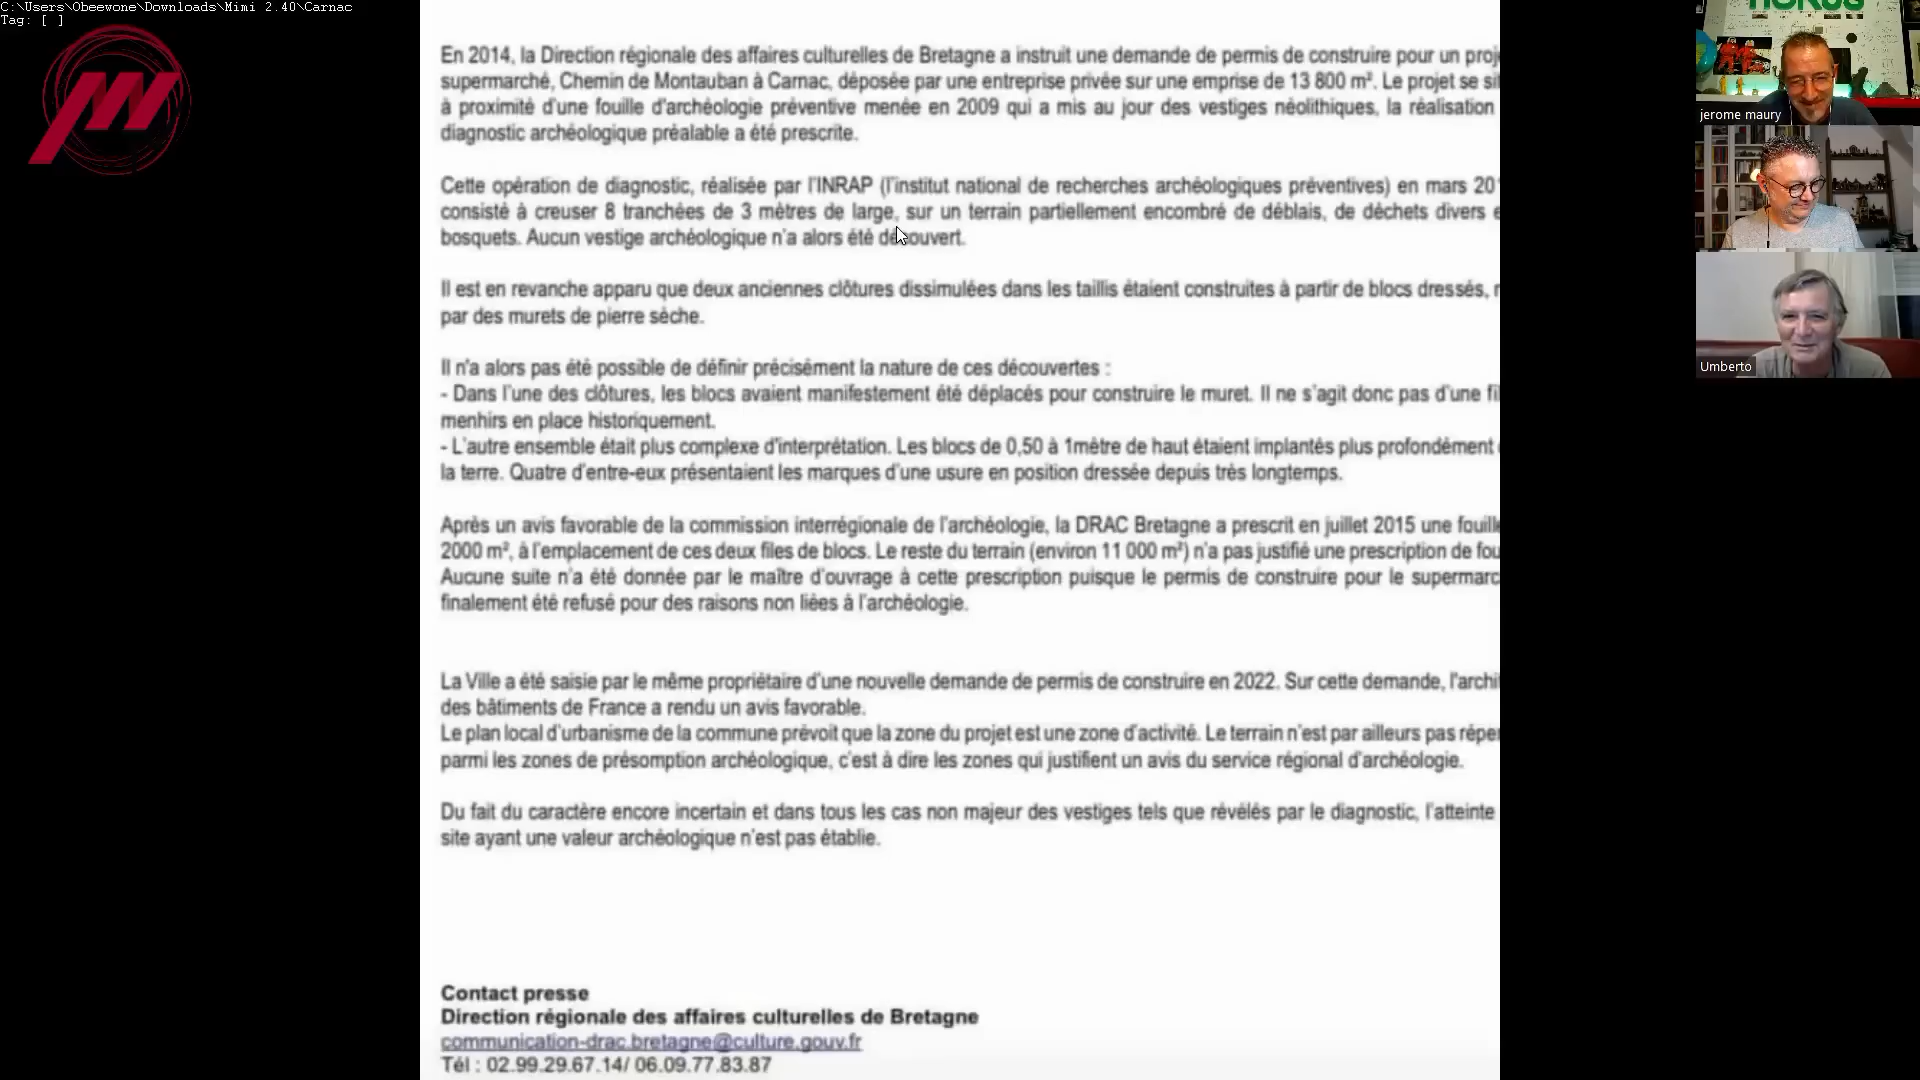 C:\Users\Obeewone\Downloads\Mimi 2.40\Carnac
Tag: [ ]
En 2014, la Direction régionale des affaires culturelles de Bretagne a instruit une demande de permis de construire pour un proj
supermarché, Chemin de Montauban à Carnac, déposée par une entreprise privée sur une emprise de 13 800 m². Le projet se si
à proximité d'une fouille d'archéologie préventive menée en 2009 qui a mis au jour des vestiges néolithiques, la réalisation
diagnostic archéologique préalable a été prescrite.
Cette opération de diagnostic, réalisée par l'INRAP (l'institut national de recherches archéologiques préventives) en mars 20
consisté à creuser 8 tranchées de 3 mètres de large, sur un terrain partiellement encombré de déblais, de déchets divers e
bosquets. Aucun vestige archéologique n'a alors été découvert.
Il est en revanche apparu que deux anciennes clôtures dissimulées dans les taillis étaient construites à partir de blocs dressés, r
par des murets de pierre sèche.
Il n'a alors pas été possible de définir précisément la nature de ces découvertes :
- Dans l'une des clôtures, les blocs avaient manifestement été déplacés pour construire le muret. Il ne s'agit donc pas d'une fi
menhirs en place historiquement.
- L'autre ensemble était plus complexe d'interprétation. Les blocs de 0,50 à 1mètre de haut étaient implantés plus profondément
la terre. Quatre d'entre-eux présentaient les marques d'une usure en position dressée depuis très longtemps.
Après un avis favorable de la commission interrégionale de l'archéologie, la DRAC Bretagne a prescrit en juillet 2015 une fouill
2000 m², à l'emplacement de ces deux files de blocs. Le reste du terrain (environ 11 000 m²) n'a pas justifié une prescription de fou
Aucune suite n'a été donnée par le maître d'ouvrage à cette prescription puisque le permis de construire pour le supermarc
finalement été refusé pour des raisons non liées à l'archéologie.
La Ville a été saisie par le même propriétaire d'une nouvelle demande de permis de construire en 2022. Sur cette demande, l'archi
des bâtiments de France a rendu un avis favorable.
Le plan local d'urbanisme de la commune prévoit que la zone du projet est une zone d'activité. Le terrain n'est par ailleurs pas réper
parmi les zones de présomption archéologique, c'est à dire les zones qui justifient un avis du service régional d'archéologie.
Du fait du caractère encore incertain et dans tous les cas non majeur des vestiges tels que révélés par le diagnostic, l'atteinte
site ayant une valeur archéologique n'est pas établie.
Contact presse
Direction régionale des affaires culturelles de Bretagne
communication-drac.bretagne@culture.gouv.fr
Tél : 02.99.29.67.14/ 06.09.77.83.87
jerome maury
Umberto